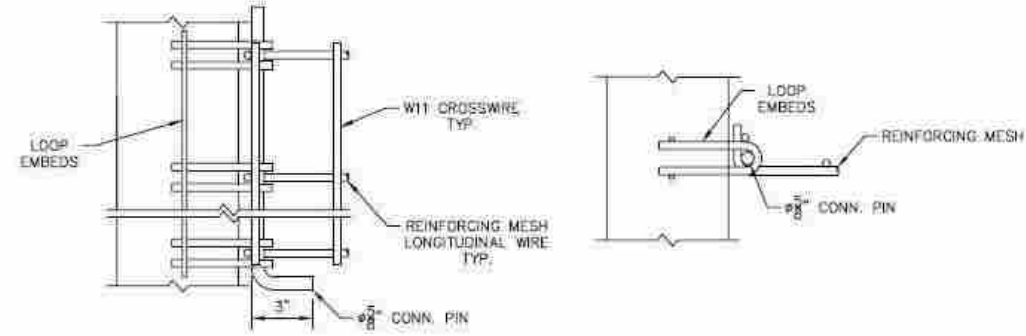 W11 CROSSWIRE
TYP.
LOOP
EMBEDS
REINFORCING MESH
LONGITUDINAL WIRE
TYP.
3"
CONN. PIN
LOOP
EMBEDS
REINFORCING MESH
CONN. PIN